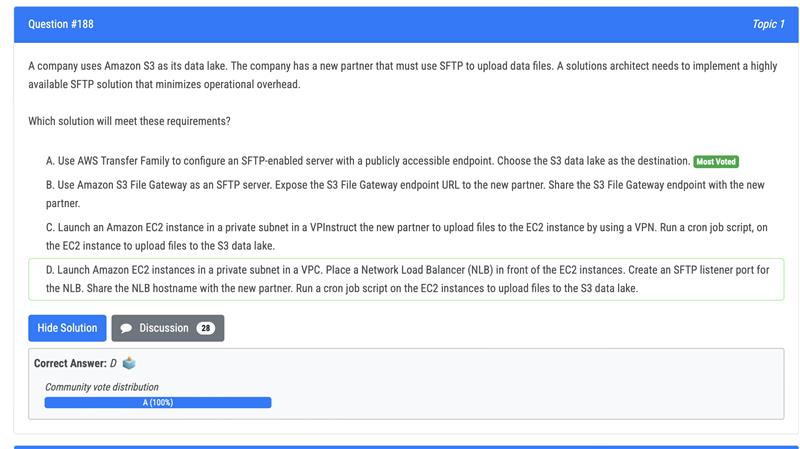 Question #188
Topic 1
A company uses Amazon S3 as its data lake. The company has a new partner that must use SFTP to upload data files. A solutions architect needs to implement a highly
available SFTP solution that minimizes operational overhead.
Which solution will meet these requirements?
A. Use AWS Transfer Family to configure an SFTP-enabled server with a publicly accessible endpoint. Choose the S3 data lake as the destination. Most Voted
B. Use Amazon S3 File Gateway as an SFTP server. Expose the S3 File Gateway endpoint URL to the new partner. Share the S3 File Gateway endpoint with the new
partner.
C. Launch an Amazon EC2 instance in a private subnet in a VPInstruct the new partner to upload files to the EC2 instance by using a VPN. Run a cron job script, on
the EC2 instance to upload files to the S3 data lake.
D. Launch Amazon EC2 instances in a private subnet in a VPC. Place a Network Load Balancer (NLB) in front of the EC2 instances. Create an SFTP listener port for
the NLB. Share the NLB hostname with the new partner. Run a cron job script on the EC2 instances to upload files to the S3 data lake.
Hide Solution
Discussion 28
Correct Answer: D
Community vote distribution
A (100%)